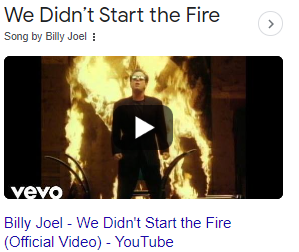 We Didn’t Start the Fire
Song by Billy Joel
vevo
Billy Joel - We Didn't Start the Fire
(Official Video) - YouTube